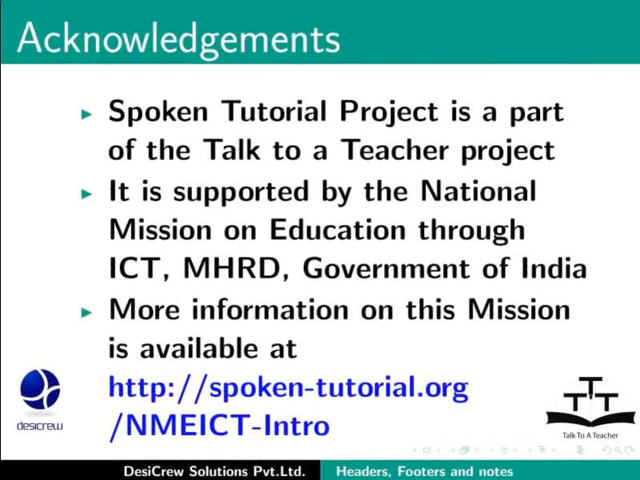 Acknowledgements
Spoken Tutorial Project is a part
of the Talk to a Teacher project
It is supported by the National
Mission on Education through
ICT, MHRD, Government of India
More information on this Mission
is available at
http://spoken-tutorial.org
/NMEICT-Intro
desicrew
TTT
Talk To A Teacher
DesiCrew Solutions Pvt.Ltd.
Headers, Footers and notes